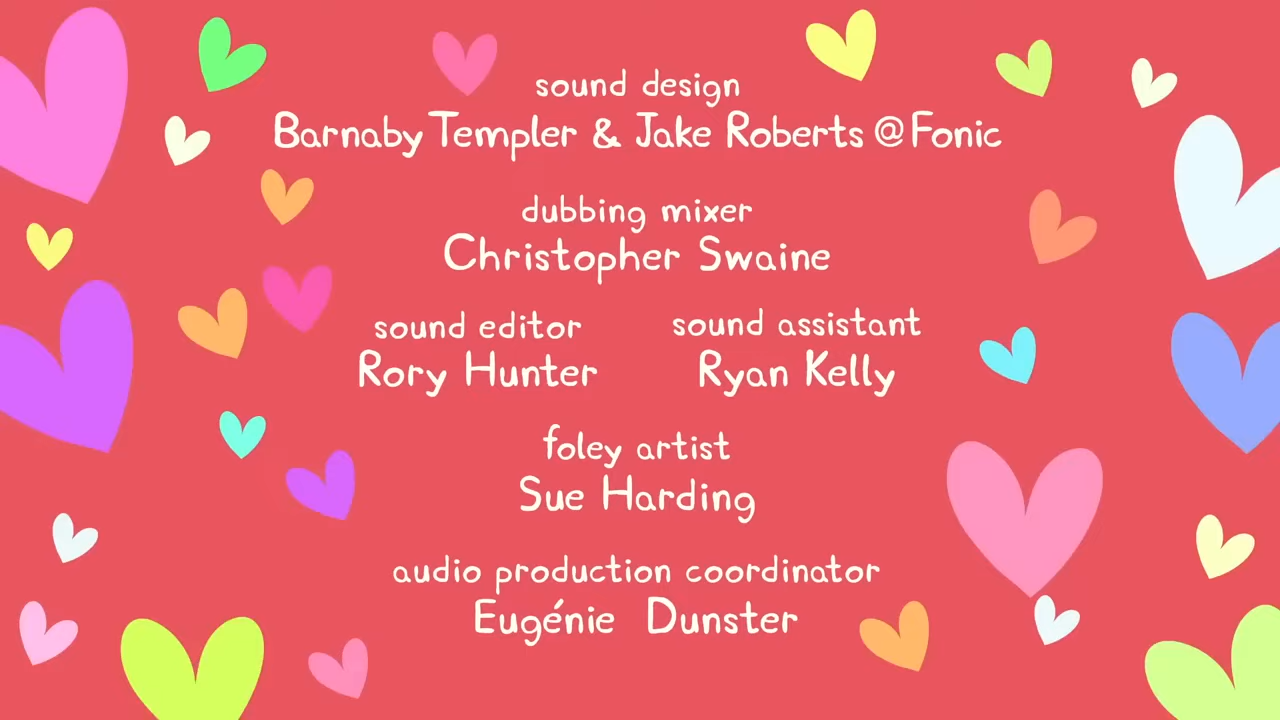 sound design
Barnaby Templer & Jake Roberts @ Fonic
dubbing mixer
Christopher Swaine
sound editor
Rory Hunter
sound assistant
Ryan Kelly
foley artist
Sue Harding
audio production coordinator
Eugénie Dunster